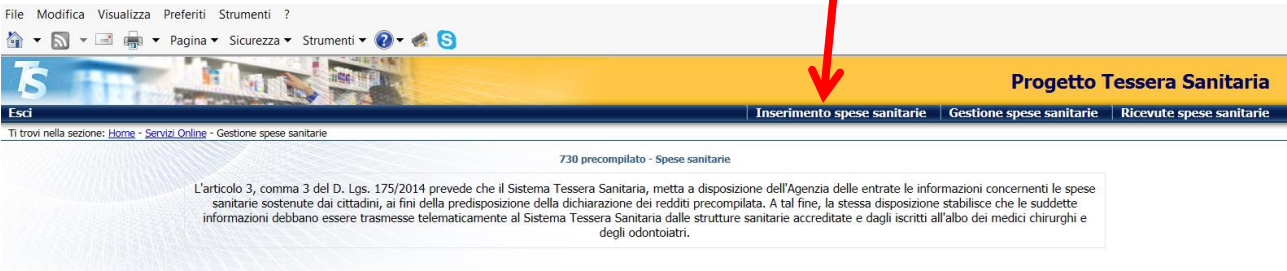 File Modifica Visualizza Preferiti Strumenti ?
Pagina Sicurezza Strumenti
TS
Progetto Tessera Sanitaria
Esci Inserimento spese sanitarie Gestione spese sanitarie Ricevute spese sanitarie
Ti trovi nella sezione: Home - Servizi Online - Gestione spese sanitarie
730 precompilato - Spese sanitarie
L'articolo 3, comma 3 del D. Lgs. 175/2014 prevede che il Sistema Tessera Sanitaria, metta a disposizione dell'Agenzia delle entrate le informazioni concernenti le spese
sanitarie sostenute dai cittadini, ai fini della predisposizione della dichiarazione dei redditi precompilata. A tal fine, la stessa disposizione stabilisce che le suddette
informazioni debbano essere trasmesse telematicamente al Sistema Tessera Sanitaria dalle strutture sanitarie accreditate e dagli iscritti all'albo dei medici chirurghi e
degli odontoiatri.